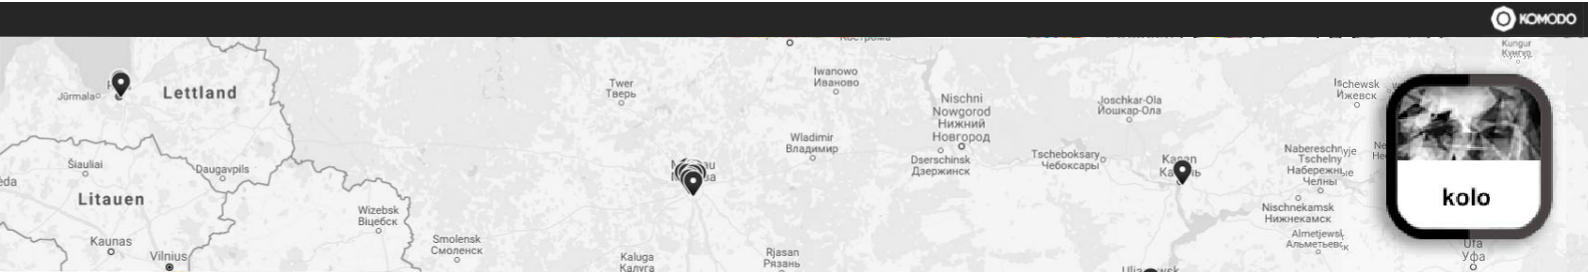 KOMODO
Kungur
Кунгур
Iwanowo
Иваново
Twer
Тверь
Lettland
Jūrmala
Nischni
Nowgorod
Нижний
Новгород
Joschkar-Ola
Йошкар-Ола
Ischewsk
Ижевск
Wladimir
Владимир
Šiauliai
Daugavpils
Dserschinsk
Дзержинск
Tscheboksary
Чебоксары
Kasan
Казань
Tschelny
Набережные
Челны
Litauen
kolo
Wizebsk
Віцебск
Nischnekamsk
Нижнекамск
Smolensk
Смоленск
Almetjewsk
Альметьевск
Kaunas
Vilnius
Kaluga
Калуга
Rjasan
Рязань
Ufa
Уфа